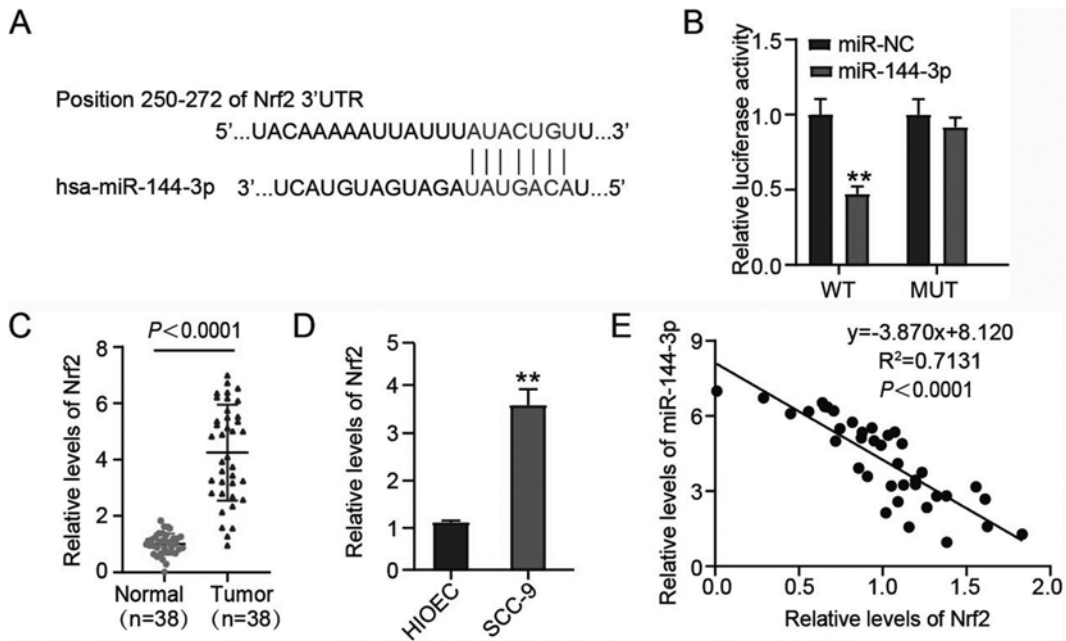 A
Position 250-272 of Nrf2 3'UTR
5'...UACAAAAAUUAUUUAUACUGUU...3'
hsa-miR-144-3p 3'...UCAUGUAGUAGAUAUGACAU...5'
B
Relative luciferase activity
1.5
1.0
0.5
0.0
miR-NC
miR-144-3p
**
WT MUT
C
P<0.0001
Relative levels of Nrf2
8
6
4
2
0
Normal Tumor
(n=38) (n=38)
D
Relative levels of Nrf2
5
4
3
2
1
0
**
HIOEC SCC-9
E
y=-3.870x+8.120
R²=0.7131
P<0.0001
Relative levels of miR-144-3p
9
6
3
0
0.0 0.5 1.0 1.5 2.0
Relative levels of Nrf2